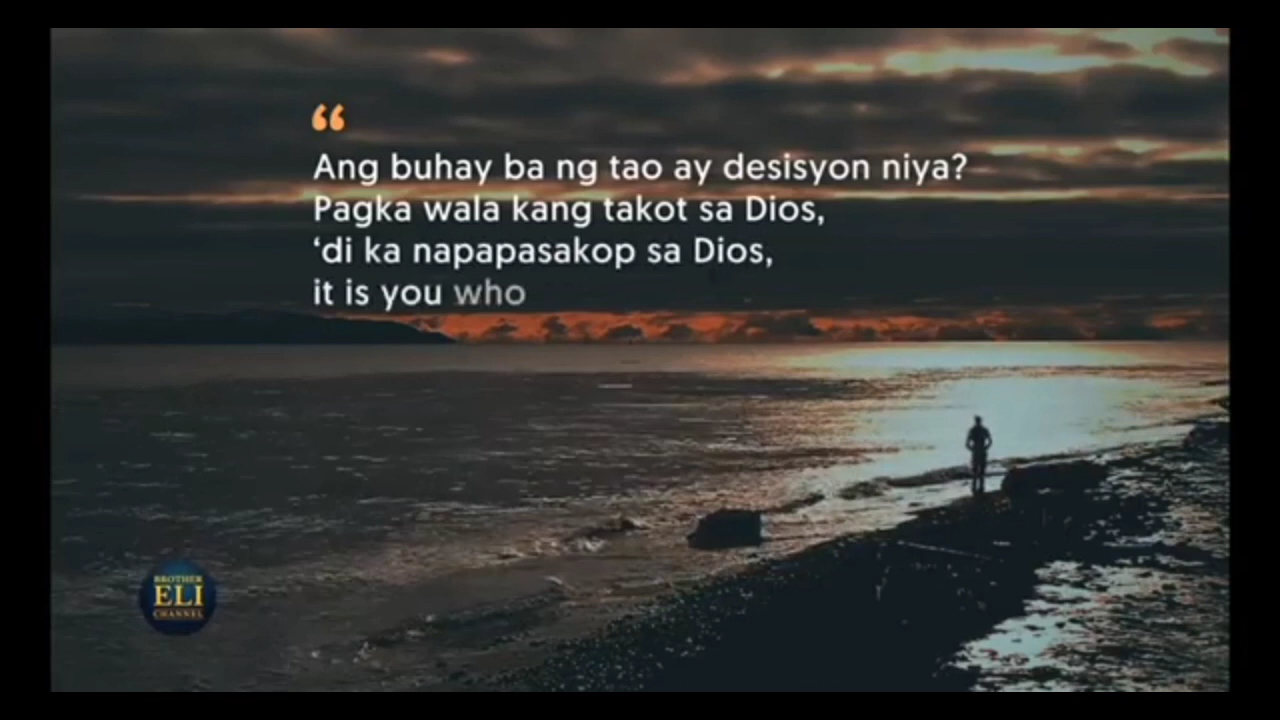 “
Ang buhay ba ng tao ay desisyon niya?
Pagka wala kang takot sa Dios,
‘di ka napapasakop sa Dios,
it is you who
BROTHER
ELI
CHANNEL